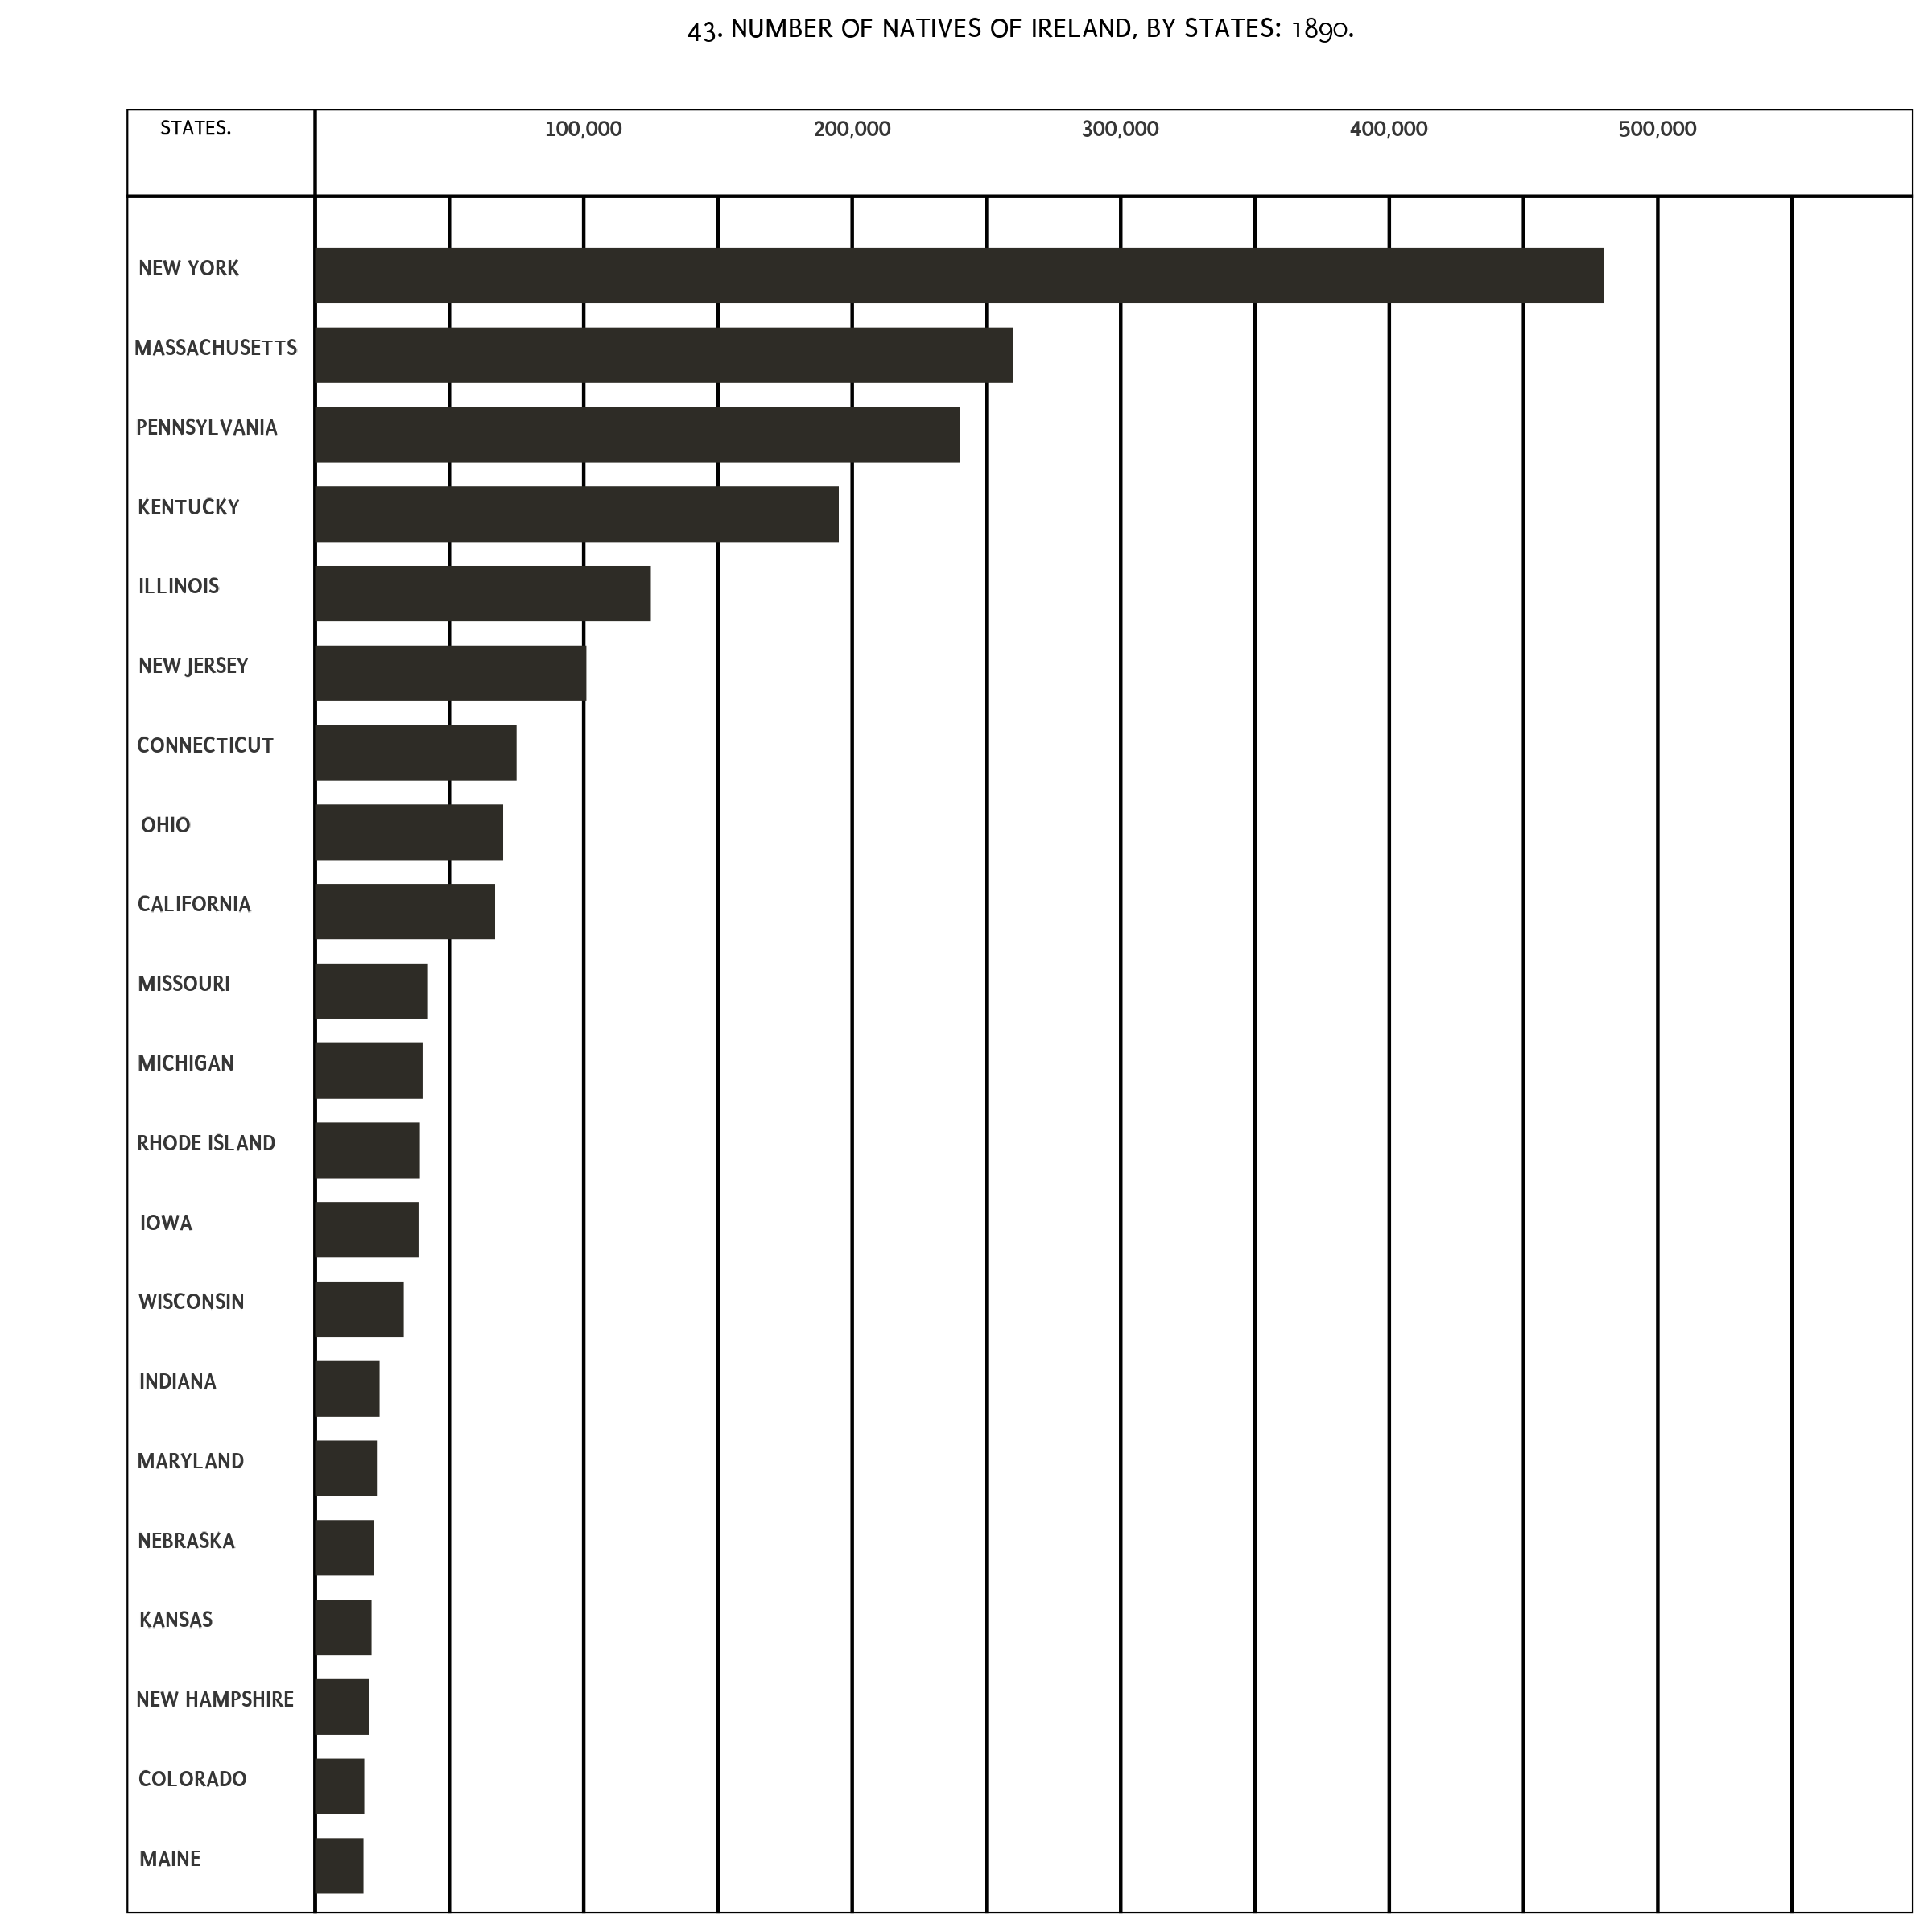 43. NUMBER OF NATIVES OF IRELAND, BY STATES: 1890.
STATES. 100,000 200,000 300,000 400,000 500,000
NEW YORK
MASSACHUSETTS
PENNSYLVANIA
KENTUCKY
ILLINOIS
NEW JERSEY
CONNECTICUT
OHIO
CALIFORNIA
MISSOURI
MICHIGAN
RHODE ISLAND
IOWA
WISCONSIN
INDIANA
MARYLAND
NEBRASKA
KANSAS
NEW HAMPSHIRE
COLORADO
MAINE